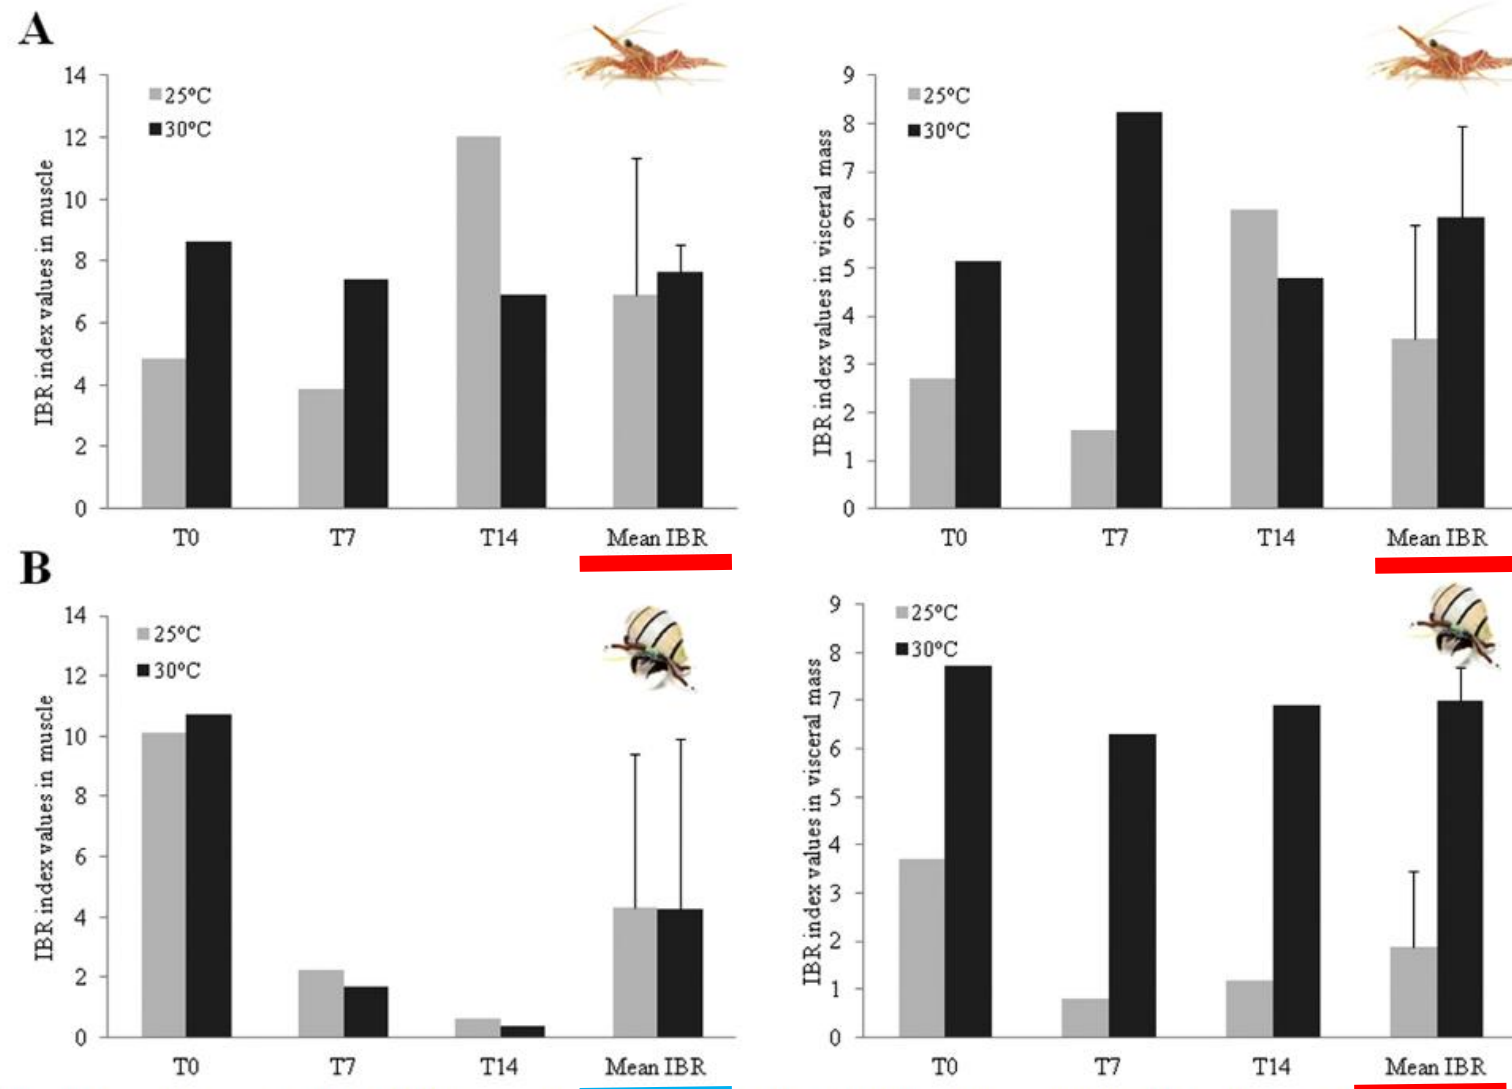 A
IBR index values in muscle
14
12
10
8
6
4
2
0
25ºC
30ºC
T0 T7 T14 Mean IBR
IBR index values in visceral mass
9
8
7
6
5
4
3
2
1
0
25ºC
30ºC
T0 T7 T14 Mean IBR
B
IBR index values in muscle
14
12
10
8
6
4
2
0
25ºC
30ºC
T0 T7 T14 Mean IBR
IBR index values in visceral mass
9
8
7
6
5
4
3
2
1
0
25ºC
30ºC
T0 T7 T14 Mean IBR